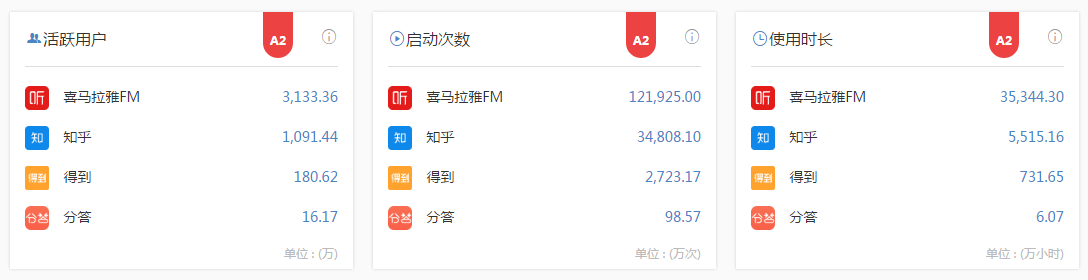 活跃用户
A2
听 喜马拉雅FM 3,133.36
知 知乎 1,091.44
得到 得到 180.62
分答 分答 16.17
单位 : (万)
启动次数
A2
听 喜马拉雅FM 121,925.00
知 知乎 34,808.10
得到 得到 2,723.17
分答 分答 98.57
单位 : (万次)
使用时长
A2
听 喜马拉雅FM 35,344.30
知 知乎 5,515.16
得到 得到 731.65
分答 分答 6.07
单位 : (万小时)